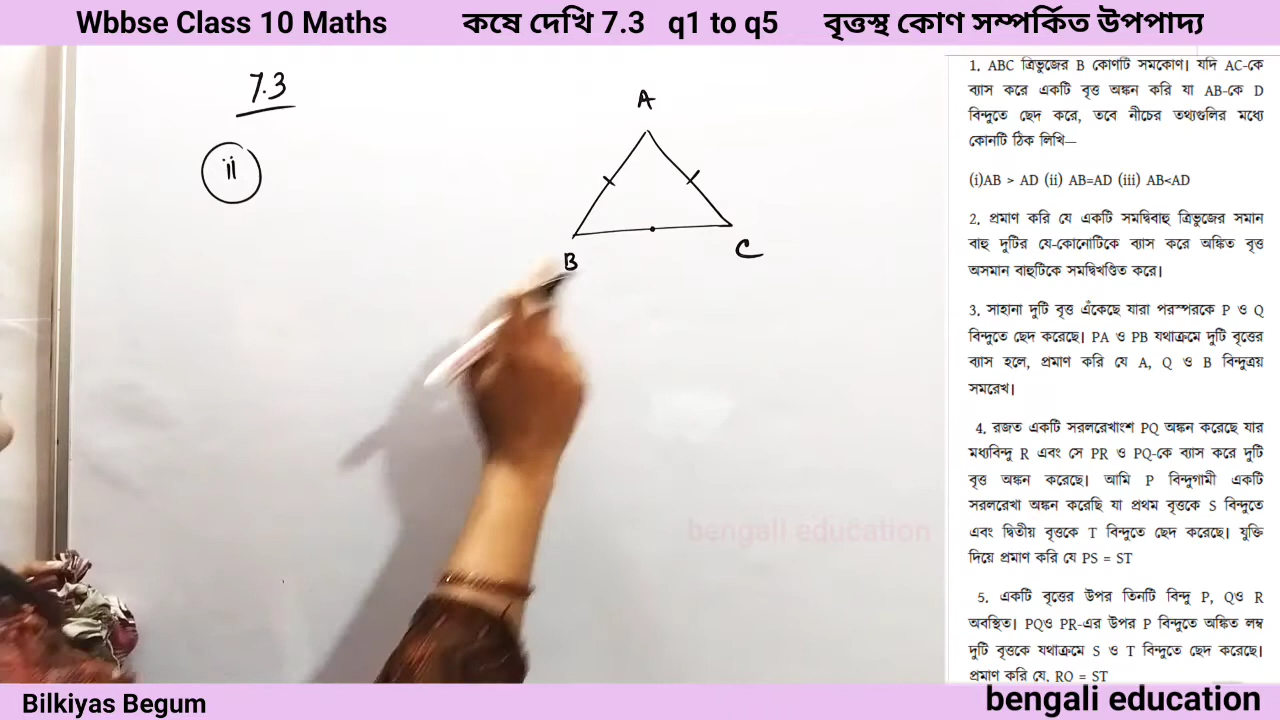 Wbbse Class 10 Maths কষে দেখি 7.3 q1 to q5 বৃত্তস্থ কোণ সম্পর্কিত উপপাদ্য
7.3
ii
A
B
C
1. ABC ত্রিভুজের B কোণটি সমকোণ। যদি AC-কে
ব্যাস করে একটি বৃত্ত অঙ্কন করি যা AB-কে D
বিন্দুতে ছেদ করে, তবে নীচের তথ্যগুলির মধ্যে
কোনটি ঠিক লিখি—
(i)AB > AD (ii) AB=AD (iii) AB<AD
2. প্রমাণ করি যে একটি সমদ্বিবাহু ত্রিভুজের সমান
বাহু দুটির যে-কোনোটিকে ব্যাস করে অঙ্কিত বৃত্ত
অসমান বাহুটিকে সমদ্বিখণ্ডিত করে।
3. সাহানা দুটি বৃত্ত এঁকেছে যারা পরস্পরকে P ও Q
বিন্দুতে ছেদ করেছে। PA ও PB যথাক্রমে দুটি বৃত্তের
ব্যাস হলে, প্রমাণ করি যে A, Q ও B বিন্দুত্রয়
সমরেখ।
4. রজত একটি সরলরেখাংশ PQ অঙ্কন করেছে যার
মধ্যবিন্দু R এবং সে PR ও PQ-কে ব্যাস করে দুটি
বৃত্ত অঙ্কন করেছে। আমি P বিন্দুগামী একটি
সরলরেখা অঙ্কন করেছি যা প্রথম বৃত্তকে S বিন্দুতে
এবং দ্বিতীয় বৃত্তকে T বিন্দুতে ছেদ করেছে। যুক্তি
দিয়ে প্রমাণ করি যে PS = ST
5. একটি বৃত্তের উপর তিনটি বিন্দু P, Qও R
অবস্থিত। PQও PR-এর উপর P বিন্দুতে অঙ্কিত লম্ব
দুটি বৃত্তকে যথাক্রমে S ও T বিন্দুতে ছেদ করেছে।
প্রমাণ করি যে, RQ = ST
bengali education
Bilkiyas Begum
bengali education